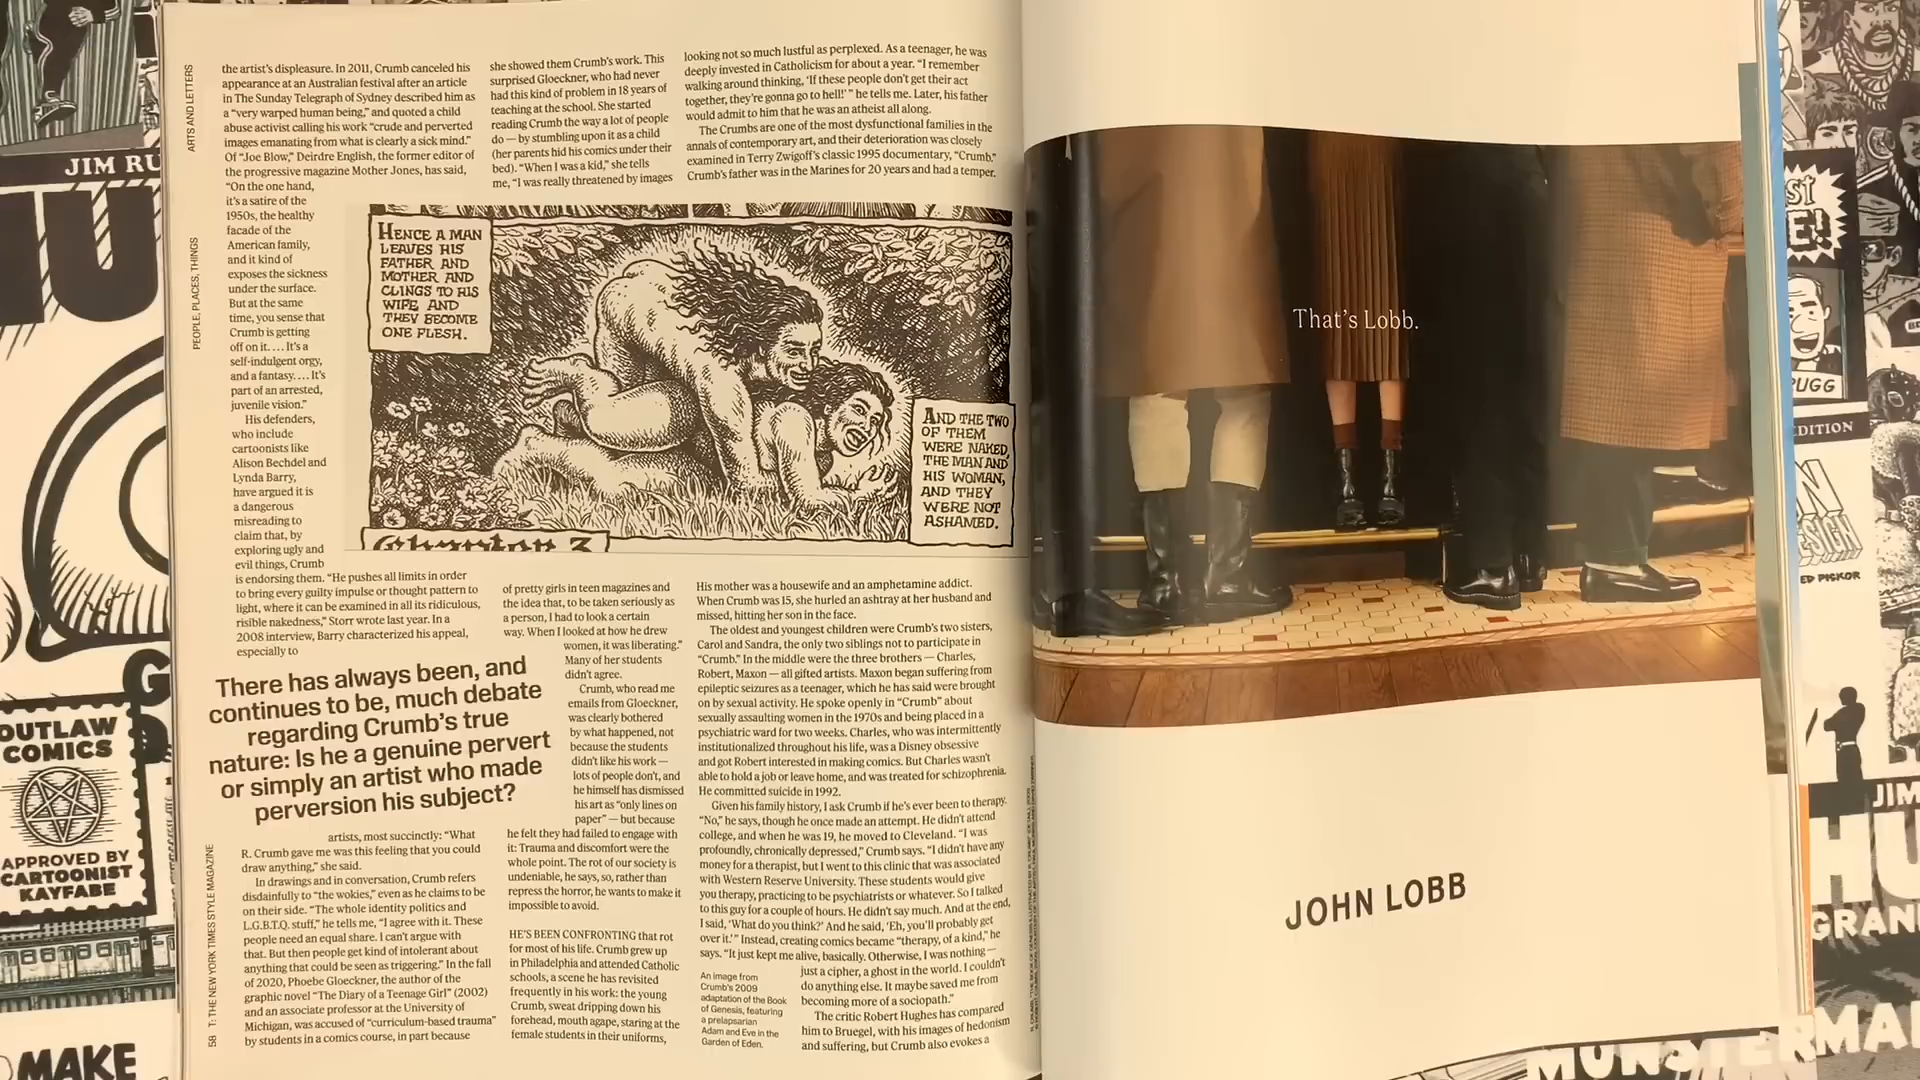 ARTS AND LETTERS
PEOPLE, PLACES, THINGS
58 T: THE NEW YORK TIMES STYLE MAGAZINE
the artist's displeasure. In 2011, Crumb canceled his
appearance at an Australian festival after an article
in The Sunday Telegraph of Sydney described him as
a “very warped human being,” and quoted a child
abuse activist calling his work “crude and perverted
images emanating from what is clearly a sick mind.”
Of “Joe Blow,” Deirdre English, the former editor of
the progressive magazine Mother Jones, has said,
“On the one hand,
it's a satire of the
1950s, the healthy
facade of the
American family,
and it kind of
exposes the sickness
under the surface.
But at the same
time, you sense that
Crumb is getting
off on it.... It's a
self-indulgent orgy,
and a fantasy.... It's
part of an arrested,
juvenile vision.”
His defenders,
who include
cartoonists like
Alison Bechdel and
Lynda Barry,
have argued it is
a dangerous
misreading to
claim that, by
exploring ugly and
evil things, Crumb
is endorsing them. “He pushes all limits in order
to bring every guilty impulse or thought pattern to
light, where it can be examined in all its ridiculous,
risible nakedness,” Storr wrote last year. In a
2008 interview, Barry characterized his appeal,
especially to
There has always been, and
continues to be, much debate
regarding Crumb's true
nature: Is he a genuine pervert
or simply an artist who made
perversion his subject?
artists, most succinctly: “What
R. Crumb gave me was this feeling that you could
draw anything,” she said.
In drawings and in conversation, Crumb refers
disdainfully to “the wokies,” even as he claims to be
on their side. “The whole identity politics and
L.G.B.T.Q. stuff,” he tells me, “I agree with it. These
people need an equal share. I can't argue with
that. But then people get kind of intolerant about
anything that could be seen as triggering.” In the fall
of 2020, Phoebe Gloeckner, the author of the
graphic novel “The Diary of a Teenage Girl” (2002)
and an associate professor at the University of
Michigan, was accused of “curriculum-based trauma”
by students in a comics course, in part because
she showed them Crumb's work. This
surprised Gloeckner, who had never
had this kind of problem in 18 years of
teaching at the school. She started
reading Crumb the way a lot of people
do — by stumbling upon it as a child
(her parents hid his comics under their
bed). “When I was a kid,” she tells
me, “I was really threatened by images
of pretty girls in teen magazines and
the idea that, to be taken seriously as
a person, I had to look a certain
way. When I looked at how he drew
women, it was liberating.”
Many of her students
didn't agree.
Crumb, who read me
emails from Gloeckner,
was clearly bothered
by what happened, not
because the students
didn't like his work —
lots of people don't, and
he himself has dismissed
his art as “only lines on
paper” — but because
he felt they had failed to engage with
it: Trauma and discomfort were the
whole point. The rot of our society is
undeniable, he says, so, rather than
repress the horror, he wants to make it
impossible to avoid.
HE'S BEEN CONFRONTING that rot
for most of his life. Crumb grew up
in Philadelphia and attended Catholic
schools, a scene he has revisited
frequently in his work: the young
Crumb, sweat dripping down his
forehead, mouth agape, staring at the
female students in their uniforms,
looking not so much lustful as perplexed. As a teenager, he was
deeply invested in Catholicism for about a year. “I remember
walking around thinking, ‘If these people don't get their act
together, they're gonna go to hell!’ ” he tells me. Later, his father
would admit to him that he was an atheist all along.
The Crumbs are one of the most dysfunctional families in the
annals of contemporary art, and their deterioration was closely
examined in Terry Zwigoff's classic 1995 documentary, “Crumb.”
Crumb's father was in the Marines for 20 years and had a temper.
HENCE A MAN
LEAVES HIS
FATHER AND
MOTHER AND
CLINGS TO HIS
WIFE, AND
THEY BECOME
ONE FLESH.
AND THE TWO
OF THEM
WERE NAKED,
THE MAN AND
HIS WOMAN,
AND THEY
WERE NOT
ASHAMED.
Chapter 3
His mother was a housewife and an amphetamine addict.
When Crumb was 15, she hurled an ashtray at her husband and
missed, hitting her son in the face.
The oldest and youngest children were Crumb's two sisters,
Carol and Sandra, the only two siblings not to participate in
“Crumb.” In the middle were the three brothers — Charles,
Robert, Maxon — all gifted artists. Maxon began suffering from
epileptic seizures as a teenager, which he has said were brought
on by sexual activity. He spoke openly in “Crumb” about
sexually assaulting women in the 1970s and being placed in a
psychiatric ward for two weeks. Charles, who was intermittently
institutionalized throughout his life, was a Disney obsessive
and got Robert interested in making comics. But Charles wasn't
able to hold a job or leave home, and was treated for schizophrenia.
He committed suicide in 1992.
Given his family history, I ask Crumb if he's ever been to therapy.
“No,” he says, though he once made an attempt. He didn't attend
college, and when he was 19, he moved to Cleveland. “I was
profoundly, chronically depressed,” Crumb says. “I didn't have any
money for a therapist, but I went to this clinic that was associated
with Western Reserve University. These students would give
you therapy, practicing to be psychiatrists or whatever. So I talked
to this guy for a couple of hours. He didn't say much. And at the end,
I said, ‘What do you think?’ And he said, ‘Eh, you'll probably get
over it.’ ” Instead, creating comics became “therapy, of a kind,” he
says. “It just kept me alive, basically. Otherwise, I was nothing —
just a cipher, a ghost in the world. I couldn't
do anything else. It maybe saved me from
becoming more of a sociopath.”
The critic Robert Hughes has compared
him to Bruegel, with his images of hedonism
and suffering, but Crumb also evokes a
An image from
Crumb's 2009
adaptation of the Book
of Genesis, featuring
a prelapsarian
Adam and Eve in the
Garden of Eden.
That's Lobb.
JOHN LOBB
JIM RU
OUTLAW
COMICS
APPROVED BY
CARTOONIST
KAYFABE
MAKE
RUGG
EDITION
ED PISKOR
JIM
HU
GRAN
MUNSTERMAN